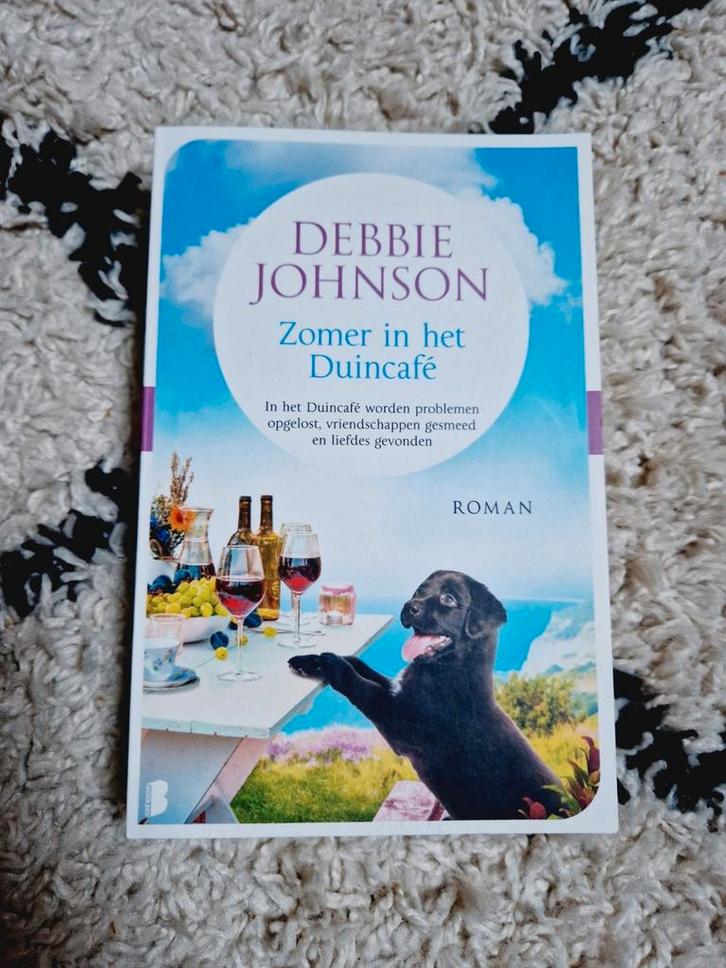 DEBBIE
JOHNSON
Zomer in het
Duincafé
In het Duincafé worden problemen
opgelost, vriendschappen gesmeed
en liefdes gevonden
ROMAN